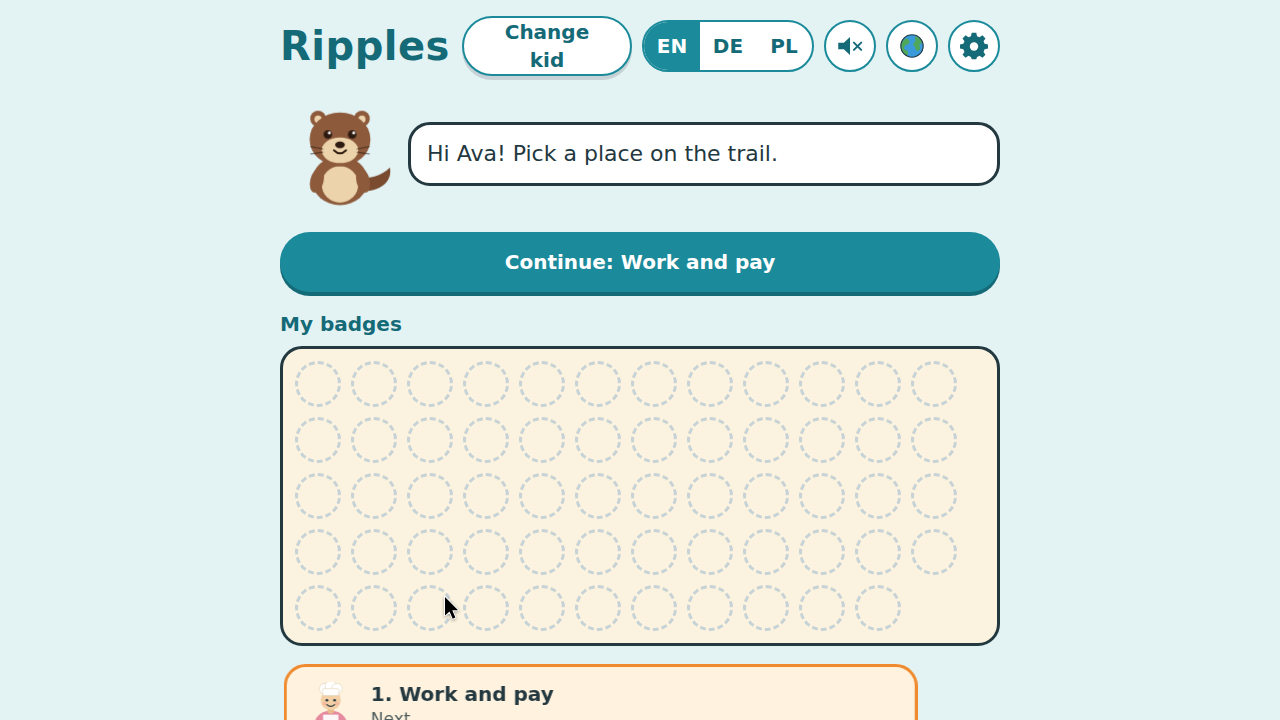 Ripples
Change
kid
EN DE PL
Hi Ava! Pick a place on the trail.
Continue: Work and pay
My badges
1. Work and pay
Next